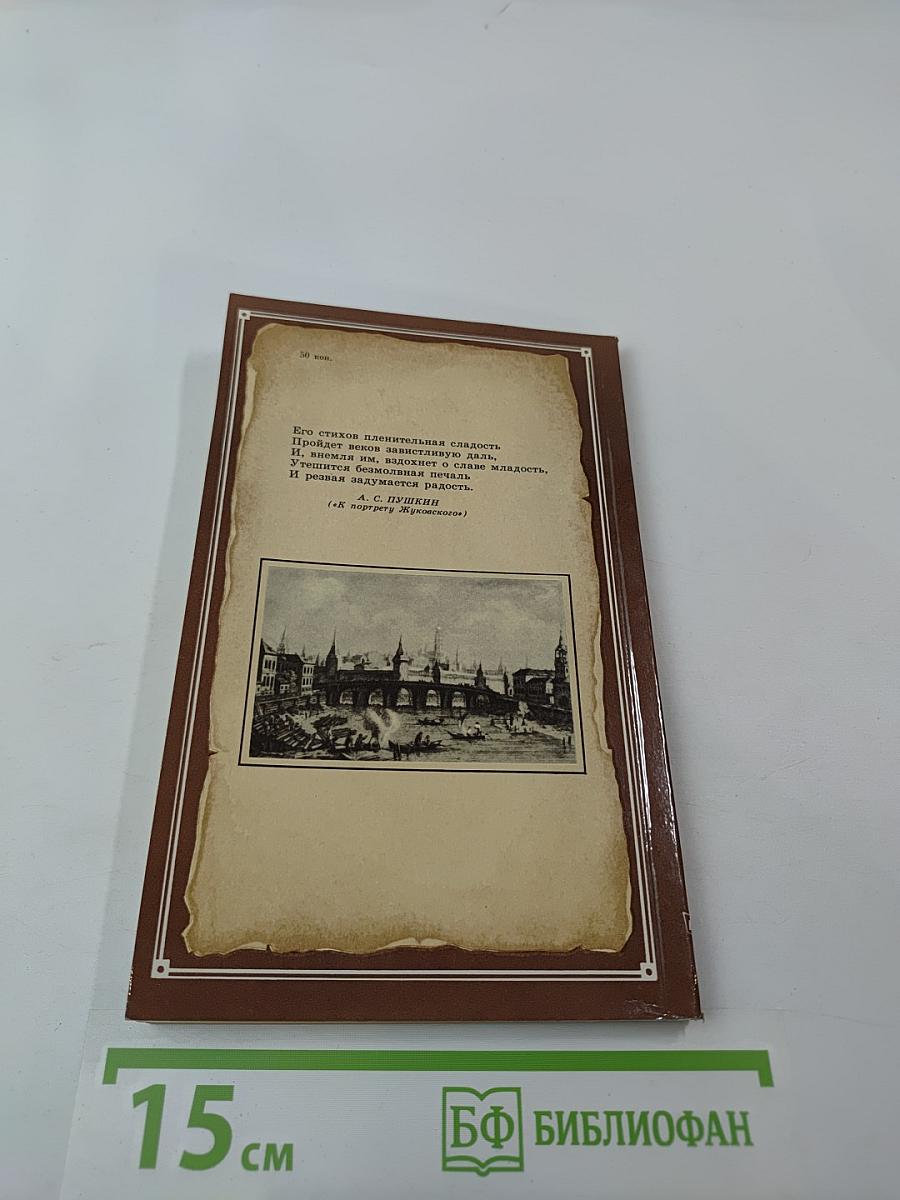 50 коп.
Его стихов пленительная сладость
Пройдет веков завистливую даль,
И, внемля им, вздохнет о славе младость,
Утешится безмолвная печаль
И резвая задумается радость.
А. С. ПУШКИН
(«К портрету Жуковского»)
15 см
БФ БИБЛИОФАН